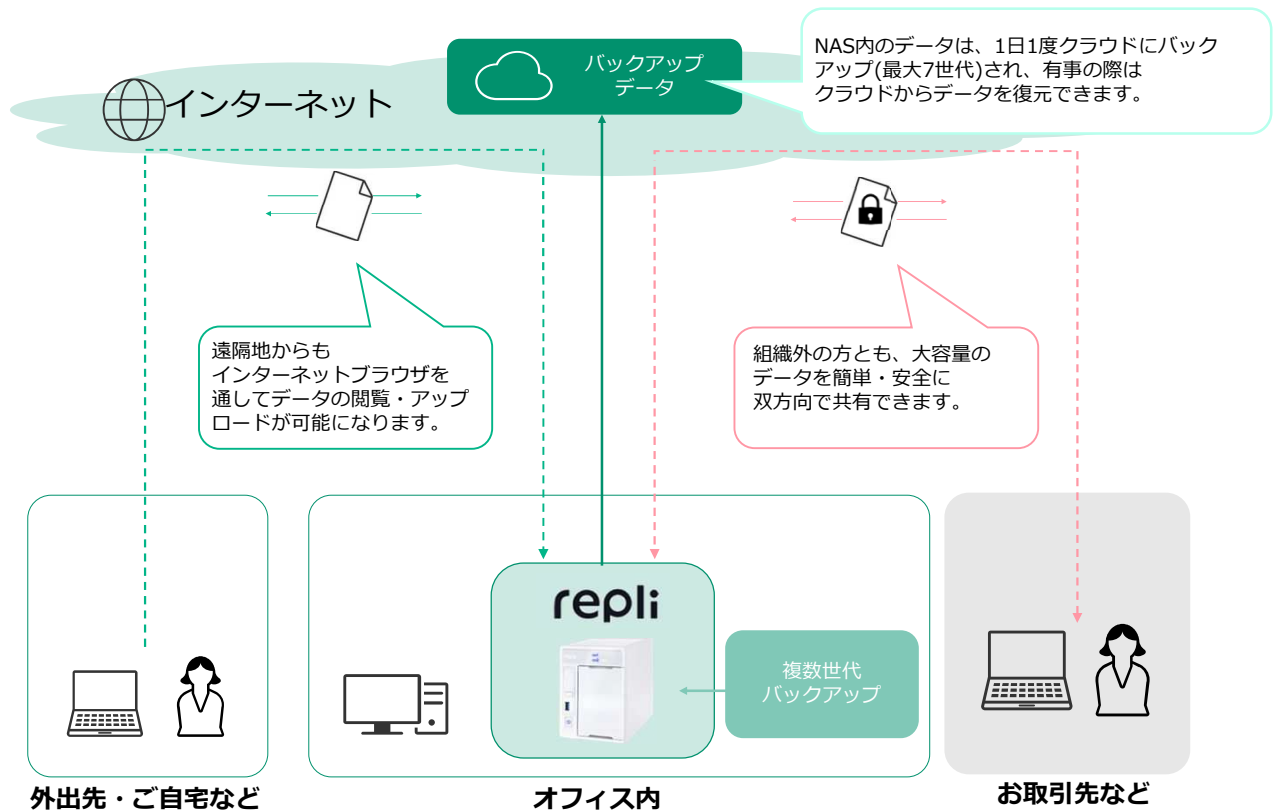 バックアップ
データ
NAS内のデータは、1日1度クラウドにバック
アップ(最大7世代)され、有事の際は
クラウドからデータを復元できます。
インターネット
遠隔地からも
インターネットブラウザを
通してデータの閲覧・アップ
ロードが可能になります。
組織外の方とも、大容量の
データを簡単・安全に
双方向で共有できます。
repli
複数世代
バックアップ
外出先・ご自宅など
オフィス内
お取引先など